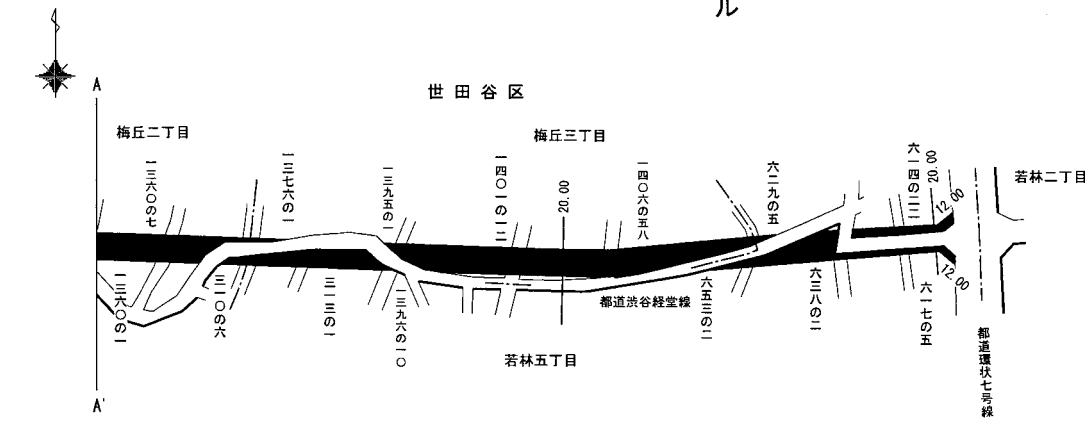 ル
A
世田谷区
梅丘二丁目
梅丘三丁目
若林二丁目
一三六〇の七
一三七六の一
一三九五の一
一四〇一の一二
20.00
一四〇六の五八
六二九の五
六一四の二二
20.00
12.00
一三六〇の一
三一〇の六
三一三の一
一三九六の一〇
都道渋谷経堂線
六五三の二
六三八の二
六一七の五
12.00
若林五丁目
都道環状七号線
A'